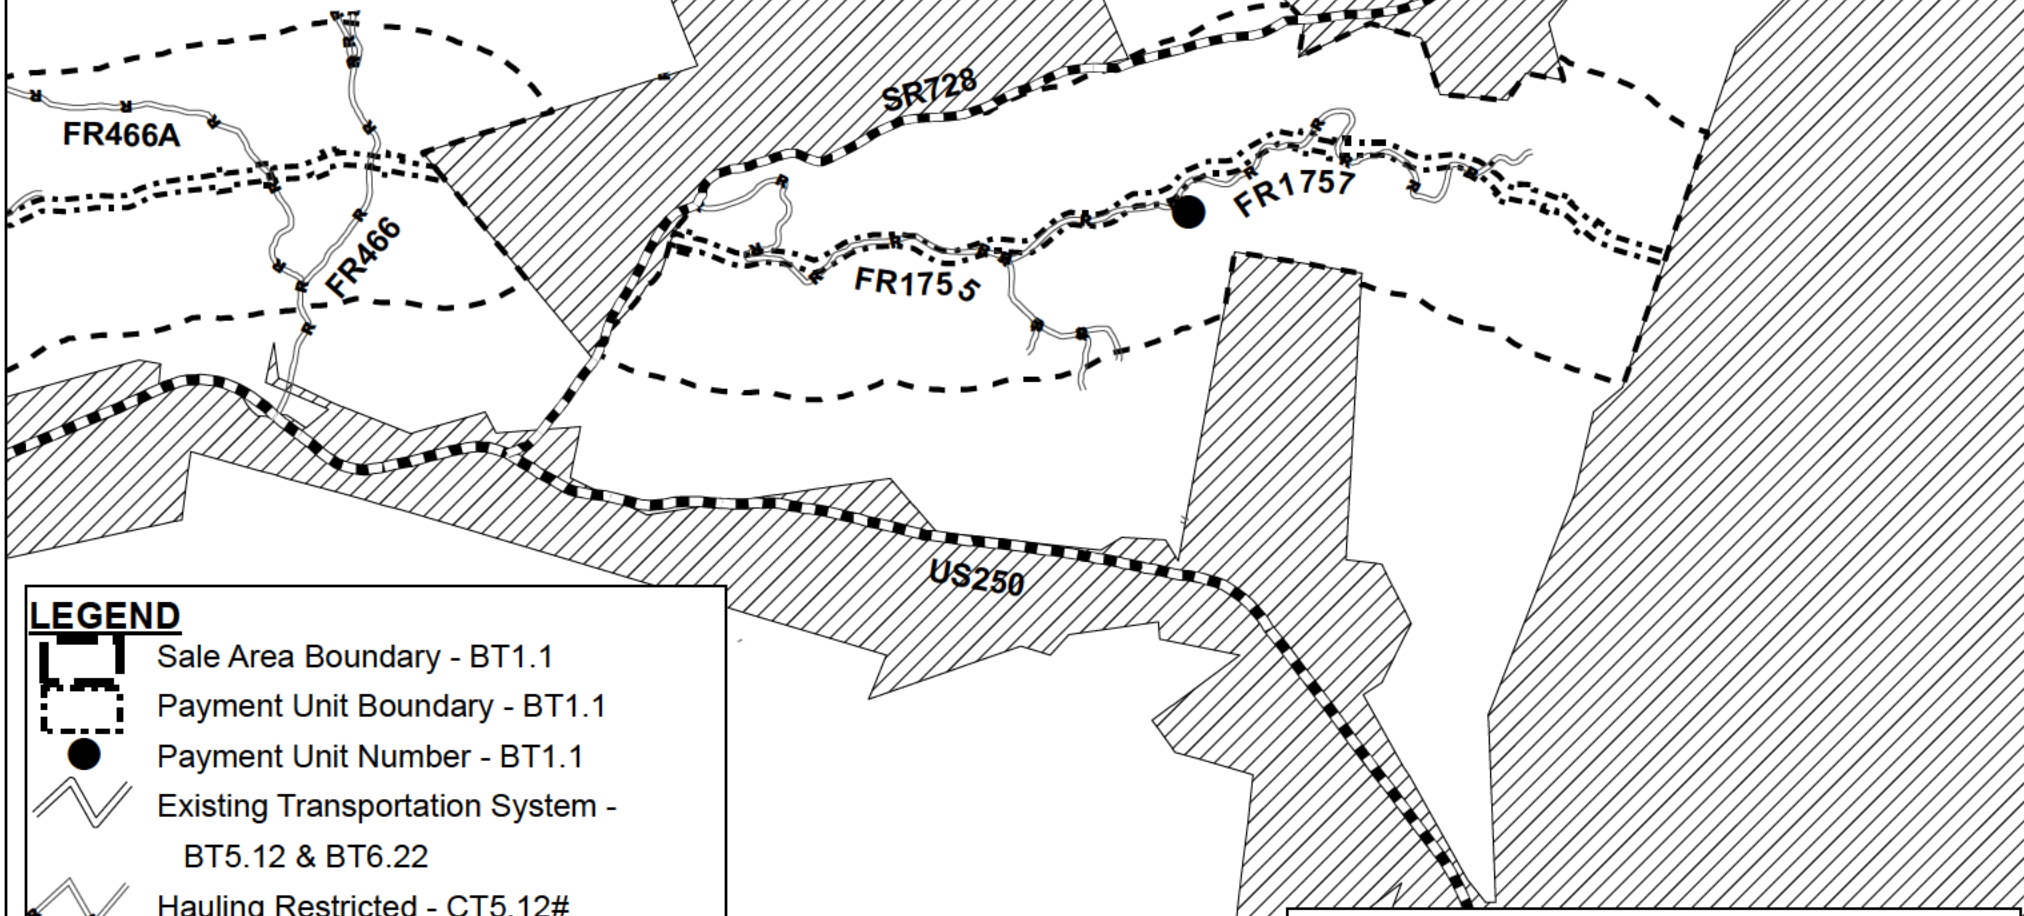 SR728
FR466A
FR466
FR1757
FR1755
US250
LEGEND
Sale Area Boundary - BT1.1
Payment Unit Boundary - BT1.1
Payment Unit Number - BT1.1
Existing Transportation System -
BT5.12 & BT6.22
Hauling Restricted - CT5.12#